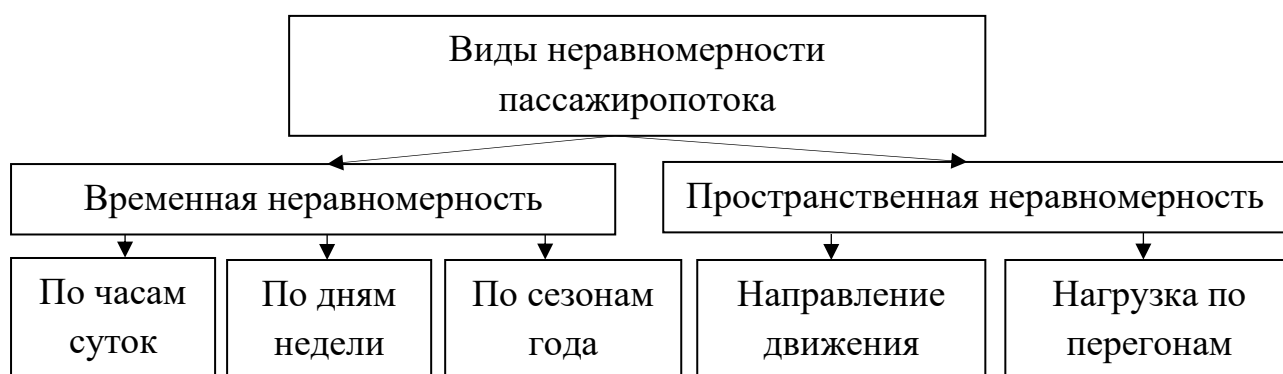 Виды неравномерности
пассажиропотока
Временная неравномерность
Пространственная неравномерность
По часам
суток
По дням
недели
По сезонам
года
Направление
движения
Нагрузка по
перегонам